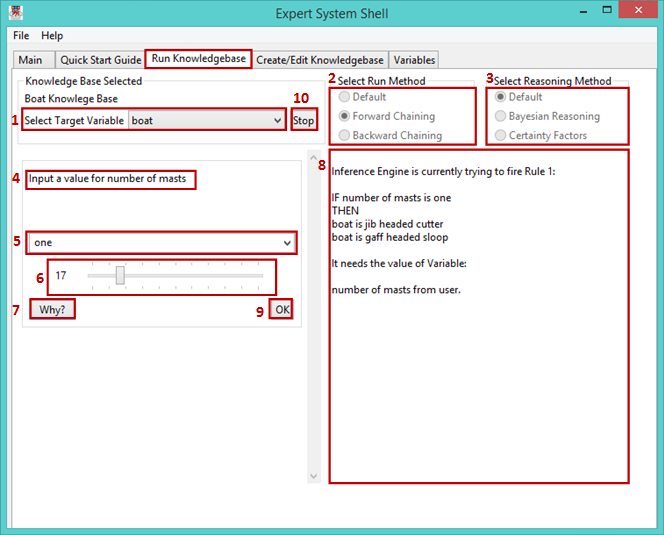 Expert System Shell
File Help
Main Quick Start Guide Run Knowledgebase Create/Edit Knowledgebase Variables
Knowledge Base Selected
Boat Knowlege Base
10
1 Select Target Variable boat Stop
2 Select Run Method
Default
Forward Chaining
Backward Chaining
3 Select Reasoning Method
Default
Bayesian Reasoning
Certainty Factors
4 Input a value for number of masts
5 one
6 17
7 Why? 9 OK
8
Inference Engine is currently trying to fire Rule 1:
IF number of masts is one
THEN
boat is jib headed cutter
boat is gaff headed sloop
It needs the value of Variable:
number of masts from user.